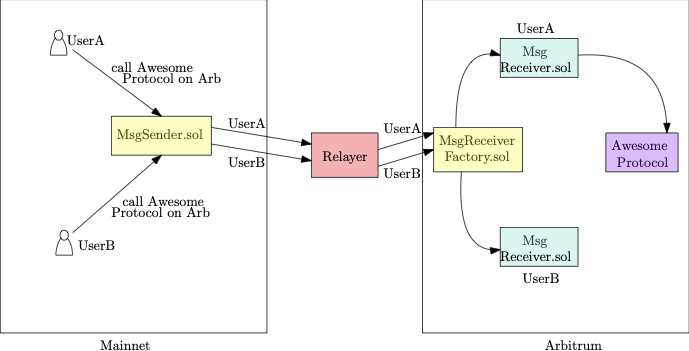 UserA
call Awesome
Protocol on Arb
MsgSender.sol
call Awesome
Protocol on Arb
UserB
Mainnet
UserA
UserB
Relayer
UserA
UserB
UserA
Msg
Receiver.sol
MsgReceiver
Factory.sol
Awesome
Protocol
Msg
Receiver.sol
UserB
Arbitrum